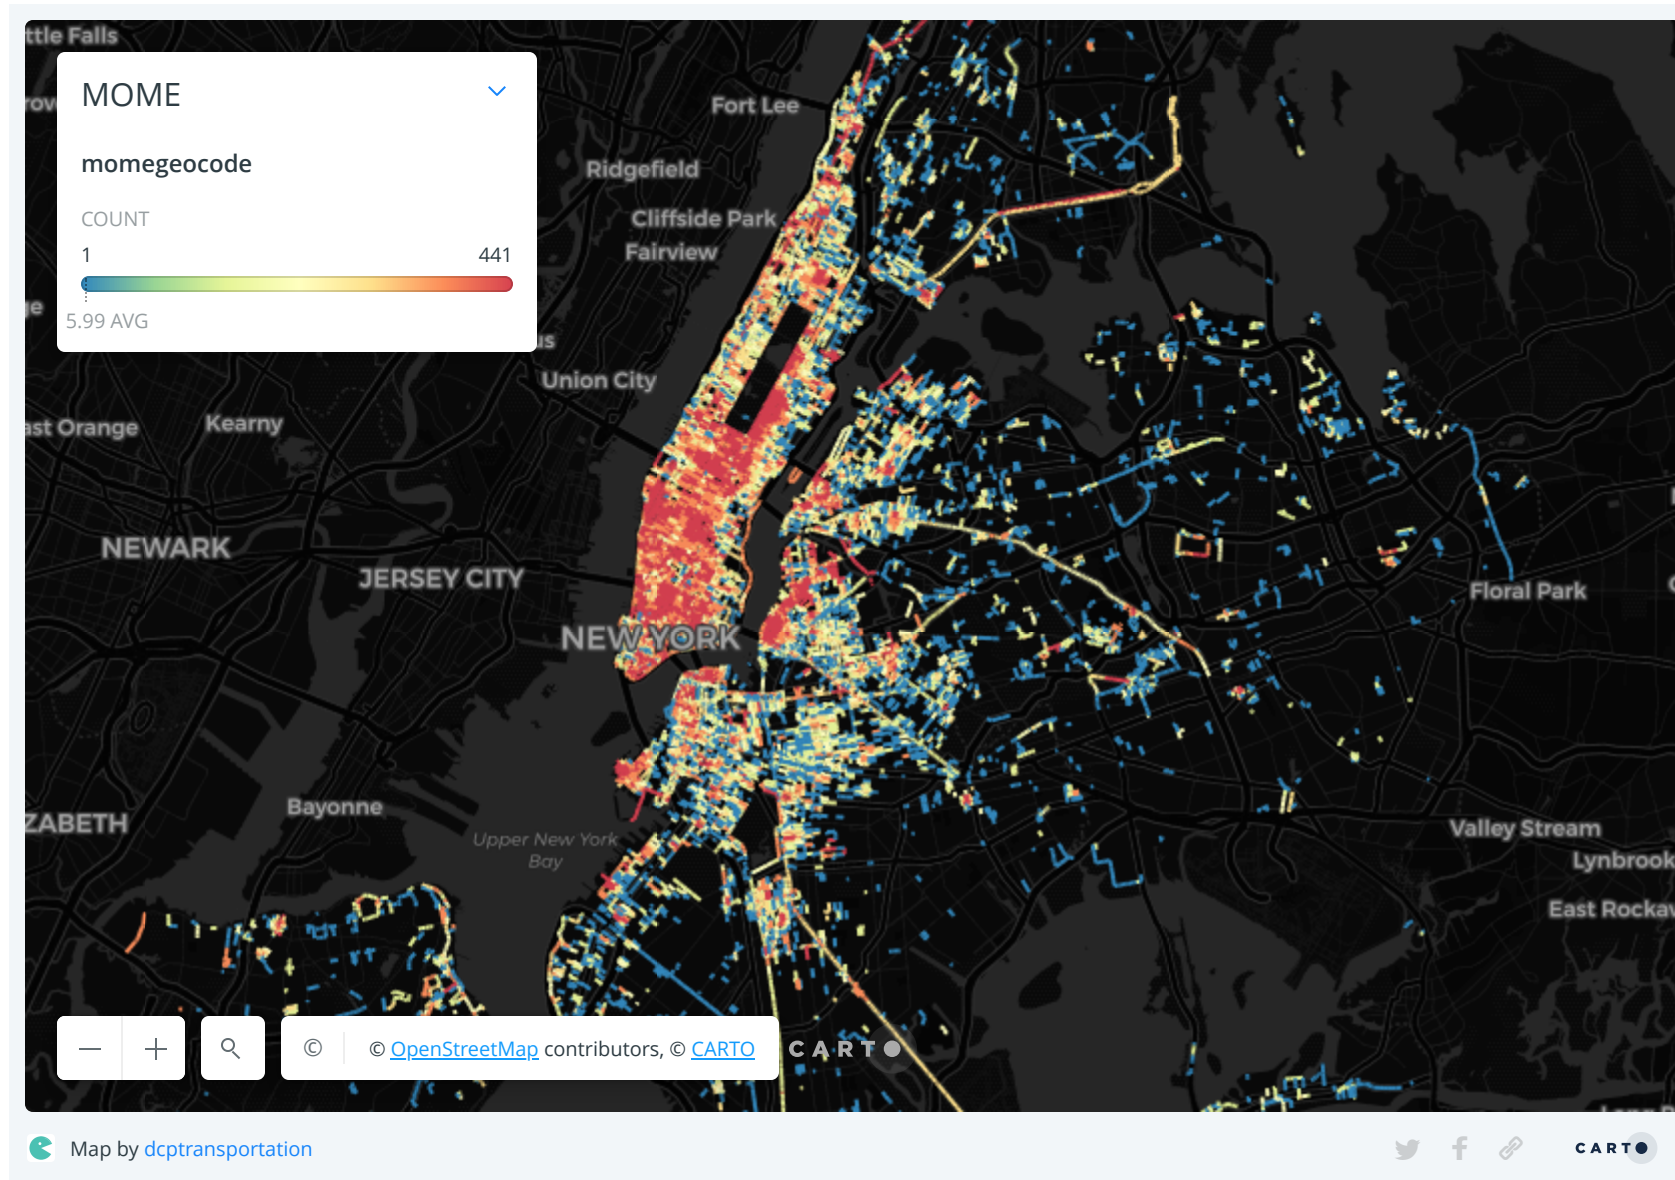 ttle Falls
MOME
momegeocode
COUNT
1 441
5.99 AVG
Fort Lee
Ridgefield
Cliffside Park
Fairview
Union City
Kearny
ast Orange
NEWARK
JERSEY CITY
NEW YORK
Floral Park
Bayonne
ZABETH
Upper New York
Bay
Valley Stream
Lynbrook
East Rockaw
©
© OpenStreetMap contributors, © CARTO
CARTO
Map by dcptransportation
CARTO